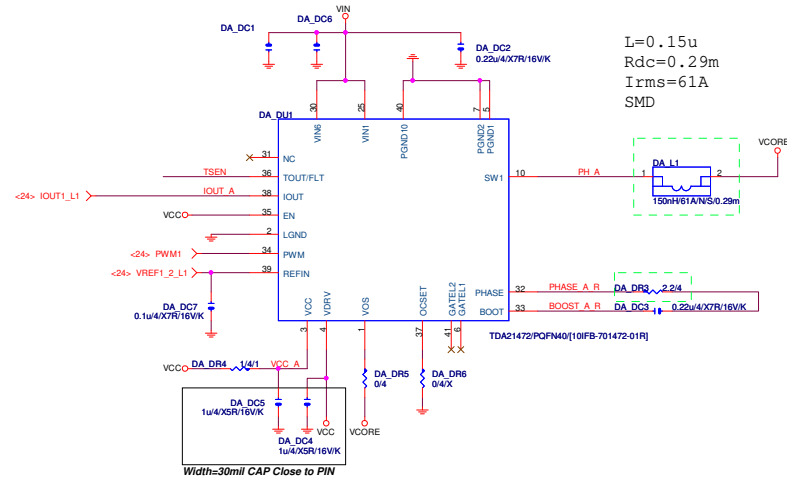 VIN
DA_DC1
DA_DC6
DA_DC2
0.22u/4/X7R/16V/K
L=0.15u
Rdc=0.29m
Irms=61A
SMD
DA_DU1
30
25
40
7
5
VIN6
VIN1
PGND10
PGND2
PGND1
31
NC
TSEN
36
TOUT/FLT
<24> IOUT1_L1
IOUT_A
38
IOUT
VCC
35
EN
2
LGND
<24> PWM1
34
PWM
<24> VREF1_2_L1
39
REFIN
SW1
10
PH_A
DA_L1
1
2
150nH/61A/N/S/0.29m
VCORE
PHASE
32
PHASE_A_R
DA_DR3
2.2/4
BOOT
33
BOOST_A_R
DA_DC3
0.22u/4/X7R/16V/K
DA_DC7
0.1u/4/X7R/16V/K
VCC
VDRV
VOS
OCSET
GATEL2
GATEL1
3
4
1
37
41
6
TDA21472/PQFN40/[10IFB-701472-01R]
VCC
DA_DR4
1/4/1
VCC_A
DA_DR5
0/4
DA_DR6
0/4/X
DA_DC5
1u/4/X5R/16V/K
DA_DC4
1u/4/X5R/16V/K
VCC
VCORE
Width=30mil CAP Close to PIN